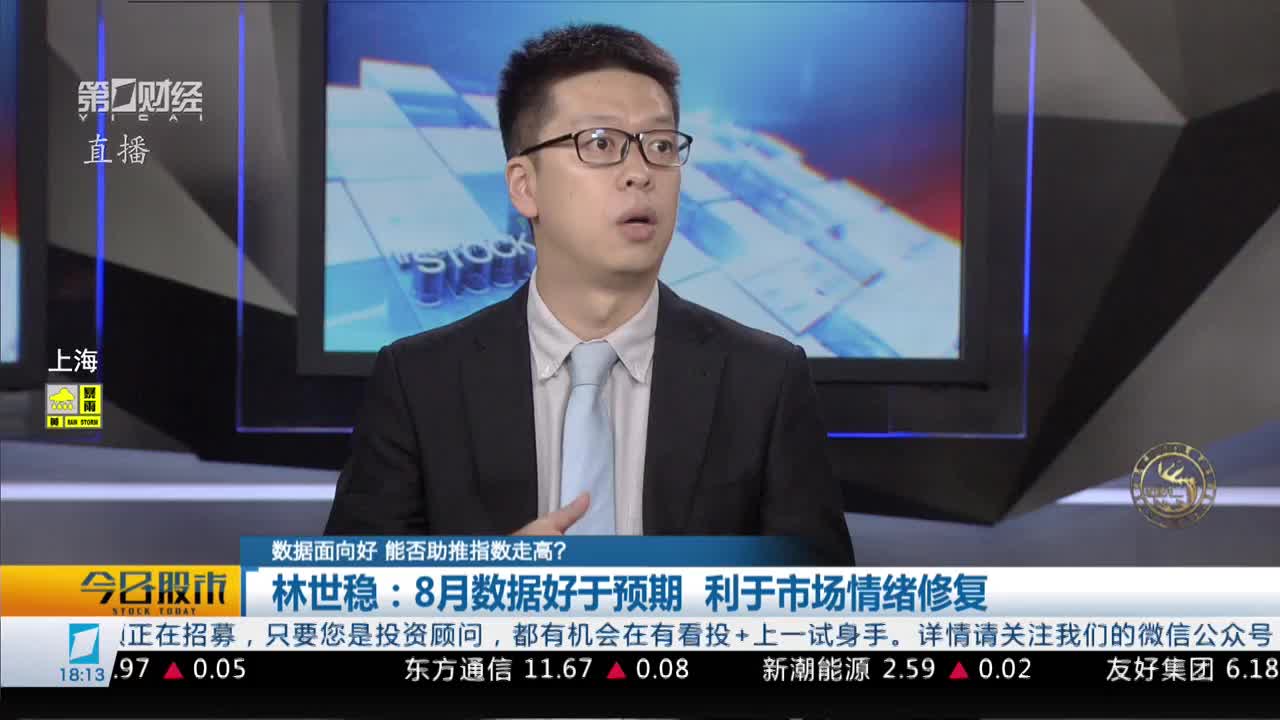 第一财经
YICAI
直播
"STOCK
上海
暴雨
黄 RAIN STORM
数据面向好 能否助推指数走高?
今日股市
STOCK TODAY
林世稳：8月数据好于预期 利于市场情绪修复
正在招募，只要您是投资顾问，都有机会在有看投+上一试身手。详情请关注我们的微信公众号
18:13
.97 ▲ 0.05 东方通信 11.67 ▲ 0.08 新潮能源 2.59 ▲ 0.02 友好集团 6.18